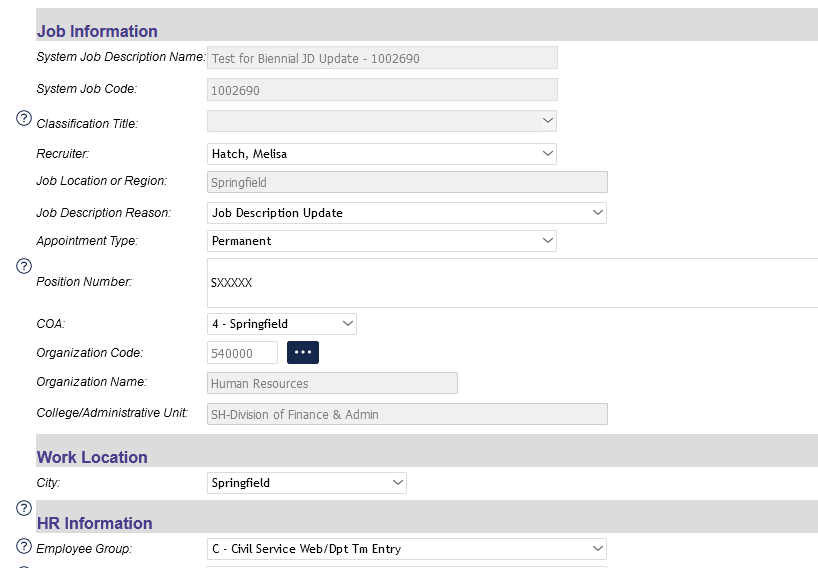 Job Information
System Job Description Name: Test for Biennial JD Update - 1002690
System Job Code: 1002690
? Classification Title:
Recruiter: Hatch, Melisa
Job Location or Region: Springfield
Job Description Reason: Job Description Update
Appointment Type: Permanent
?
Position Number: SXXXXX
COA: 4 - Springfield
Organization Code: 540000 •••
Organization Name: Human Resources
College/Administrative Unit: SH-Division of Finance & Admin
Work Location
City: Springfield
?
HR Information
? Employee Group: C - Civil Service Web/Dpt Tm Entry